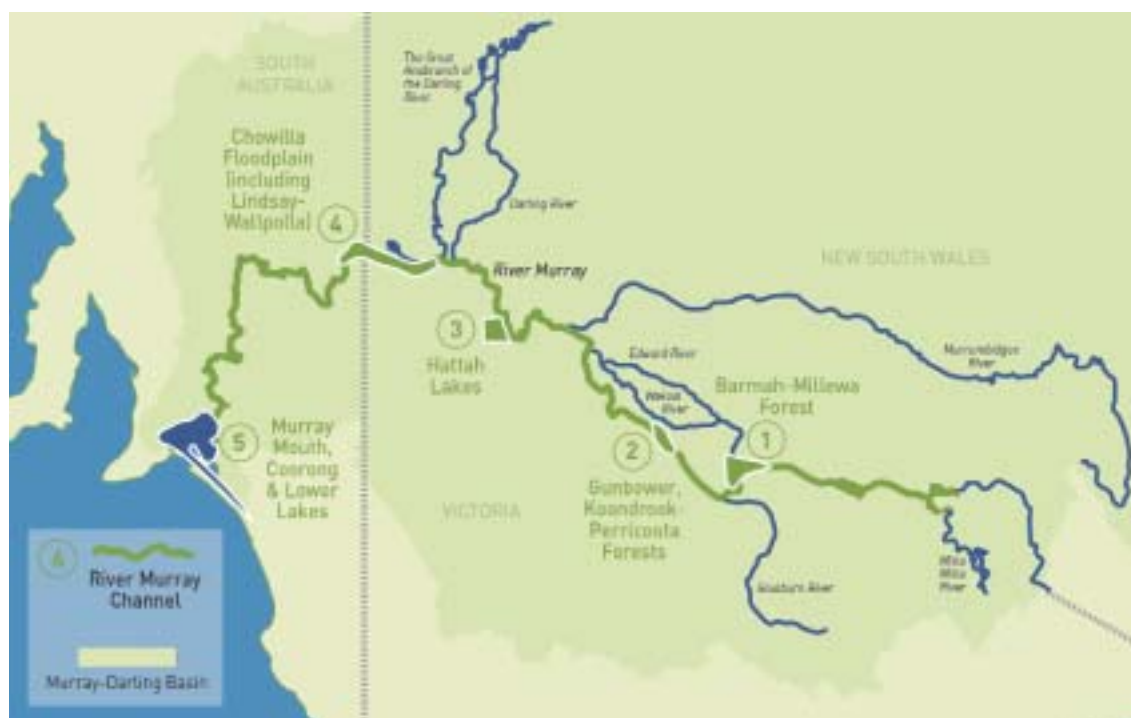 SOUTH
AUSTRALIA
The Great
Anabranch of
the Darling
River
Chowilla
Floodplain
(including
Lindsay-
Wallpolla)
4
Darling River
River Murray
NEW SOUTH WALES
3
Hattah
Lakes
Edward River
Wakool
River
Murrumbidgee
River
Barmah-Millewa
Forest
1
2
Gunbower,
Koondrook-
Perricoota
Forests
5
Murray
Mouth,
Coorong
& Lower
Lakes
VICTORIA
Goulburn River
Mitta
Mitta
River
6
River Murray
Channel
Murray-Darling Basin